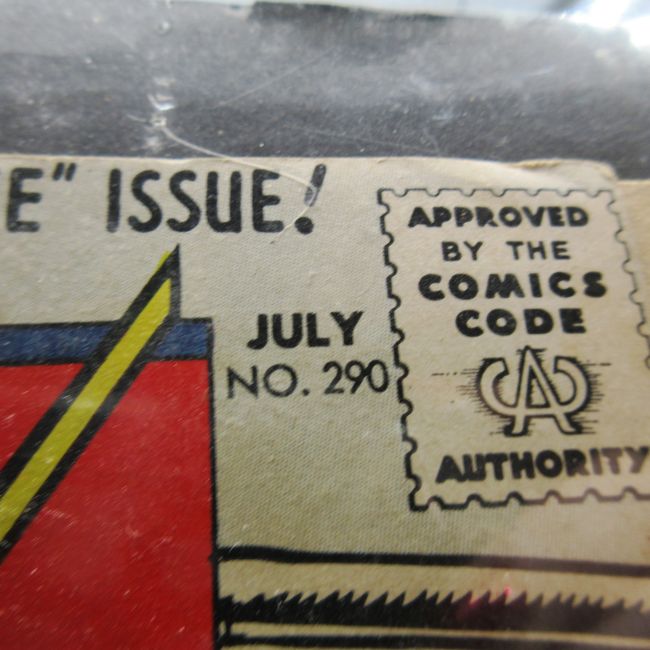 E" ISSUE!
JULY
NO. 290
APPROVED
BY THE
COMICS
CODE
CA
AUTHORITY